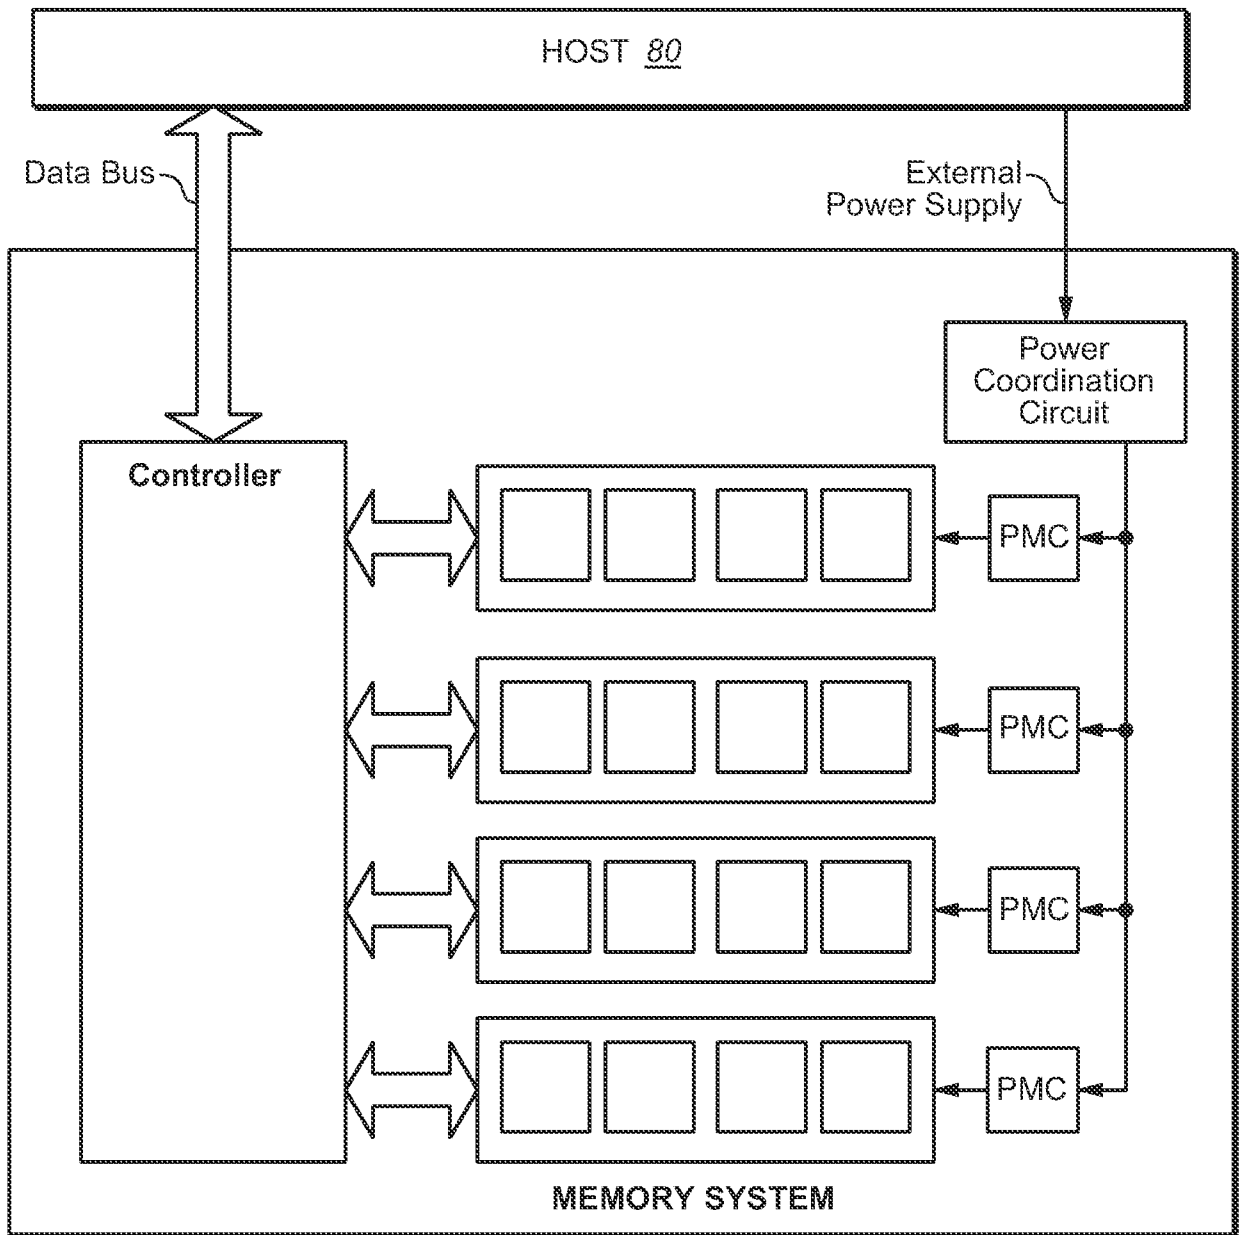 HOST 80
Data Bus
External
Power Supply
Power
Coordination
Circuit
Controller
PMC
PMC
PMC
PMC
MEMORY SYSTEM